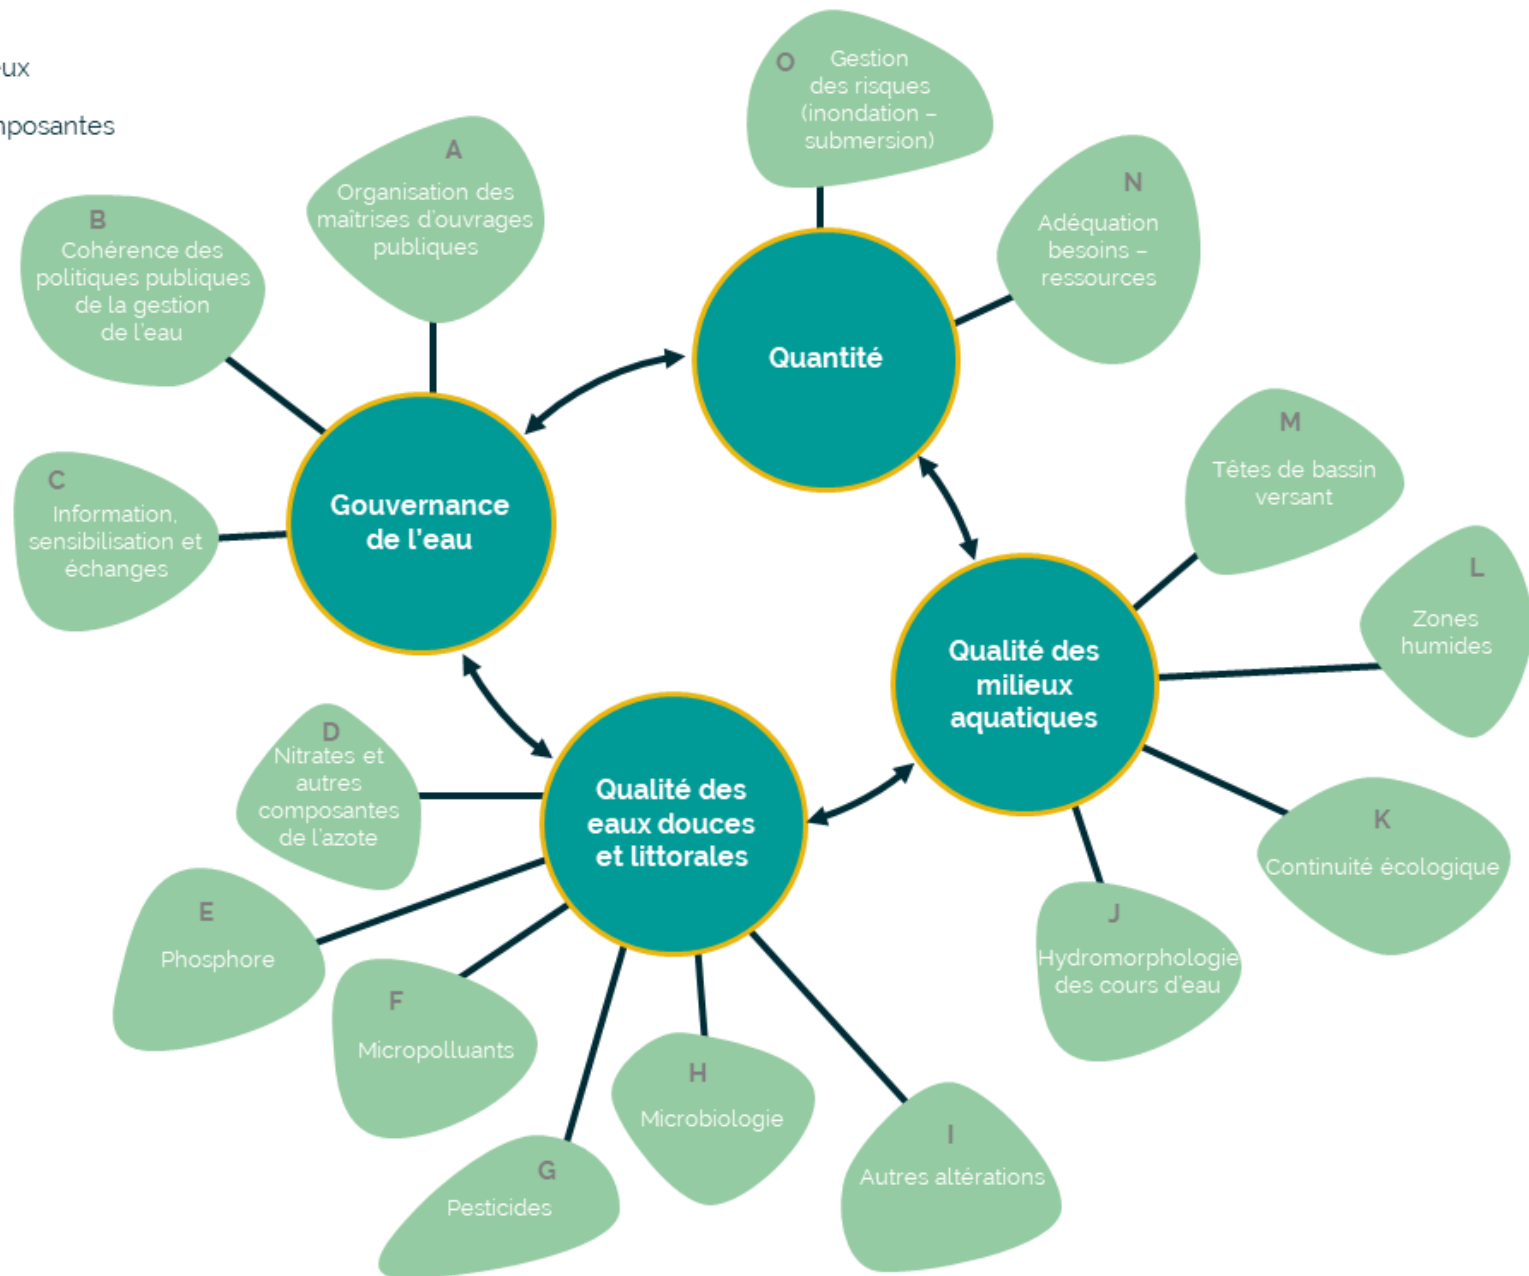 O
Gestion
des risques
(inondation –
submersion)
A
Organisation des
maîtrises d'ouvrages
publiques
N
Adéquation
besoins –
ressources
B
Cohérence des
politiques publiques
de la gestion
de l'eau
Quantité
M
Têtes de bassin
versant
C
Information,
sensibilisation et
échanges
Gouvernance
de l'eau
L
Zones
humides
Qualité des
milieux
aquatiques
D
Nitrates et
autres
composantes
de l'azote
Qualité des
eaux douces
et littorales
K
Continuité écologique
E
Phosphore
J
Hydromorphologie
des cours d'eau
F
Micropolluants
H
Microbiologie
I
Autres altérations
G
Pesticides